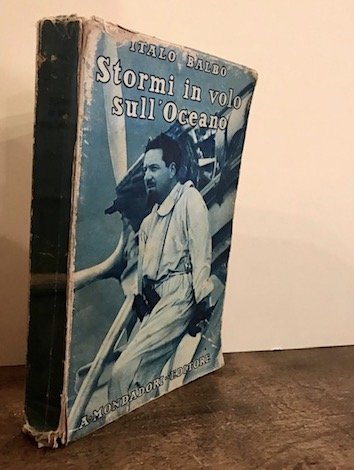 ITALO BALBO
Stormi in volo
sull'Oceano
A·MONDADORI·EDITORE